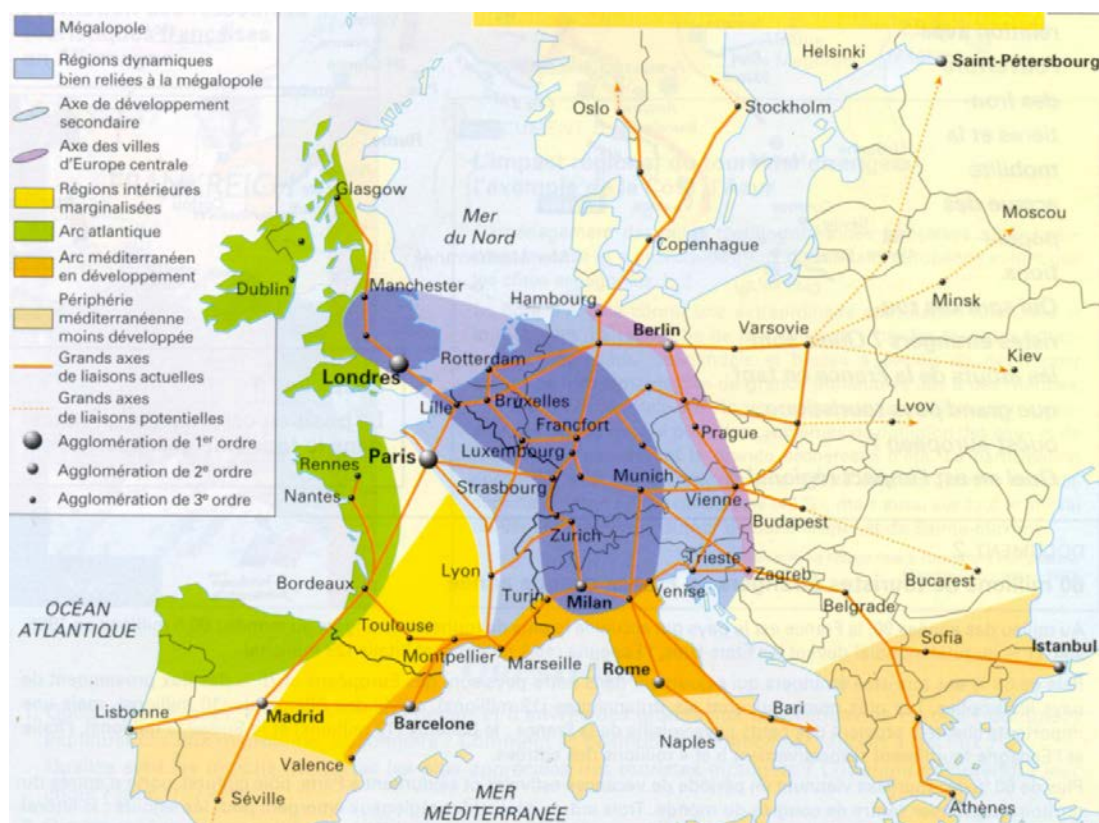 Mégalopole
Régions dynamiques
bien reliées à la mégalopole
Axe de développement
secondaire
Axe des villes
d'Europe centrale
Régions intérieures
marginalisées
Arc atlantique
Arc méditerranéen
en développement
Périphérie
méditerranéenne
moins développée
Grands axes
de liaisons actuelles
Grands axes
de liaisons potentielles
Agglomération de 1er ordre
Agglomération de 2e ordre
Agglomération de 3e ordre
Helsinki
Saint-Pétersbourg
Oslo
Stockholm
Glasgow
Mer
du Nord
Moscou
Copenhague
Dublin
Manchester
Minsk
Hambourg
Berlin
Varsovie
Rotterdam
Kiev
Londres
Lille
Bruxelles
Lvov
Francfort
Prague
Paris
Luxembourg
Rennes
Munich
Strasbourg
Nantes
Vienne
Budapest
Zurich
Trieste
Lyon
Zagreb
Bucarest
Bordeaux
Turin
Milan
Venise
Belgrade
OCÉAN
ATLANTIQUE
Toulouse
Sofia
Montpellier
Marseille
Istanbul
Rome
Lisbonne
Madrid
Barcelone
Bari
Naples
Valence
Séville
MER
MÉDITERRANÉE
Athènes